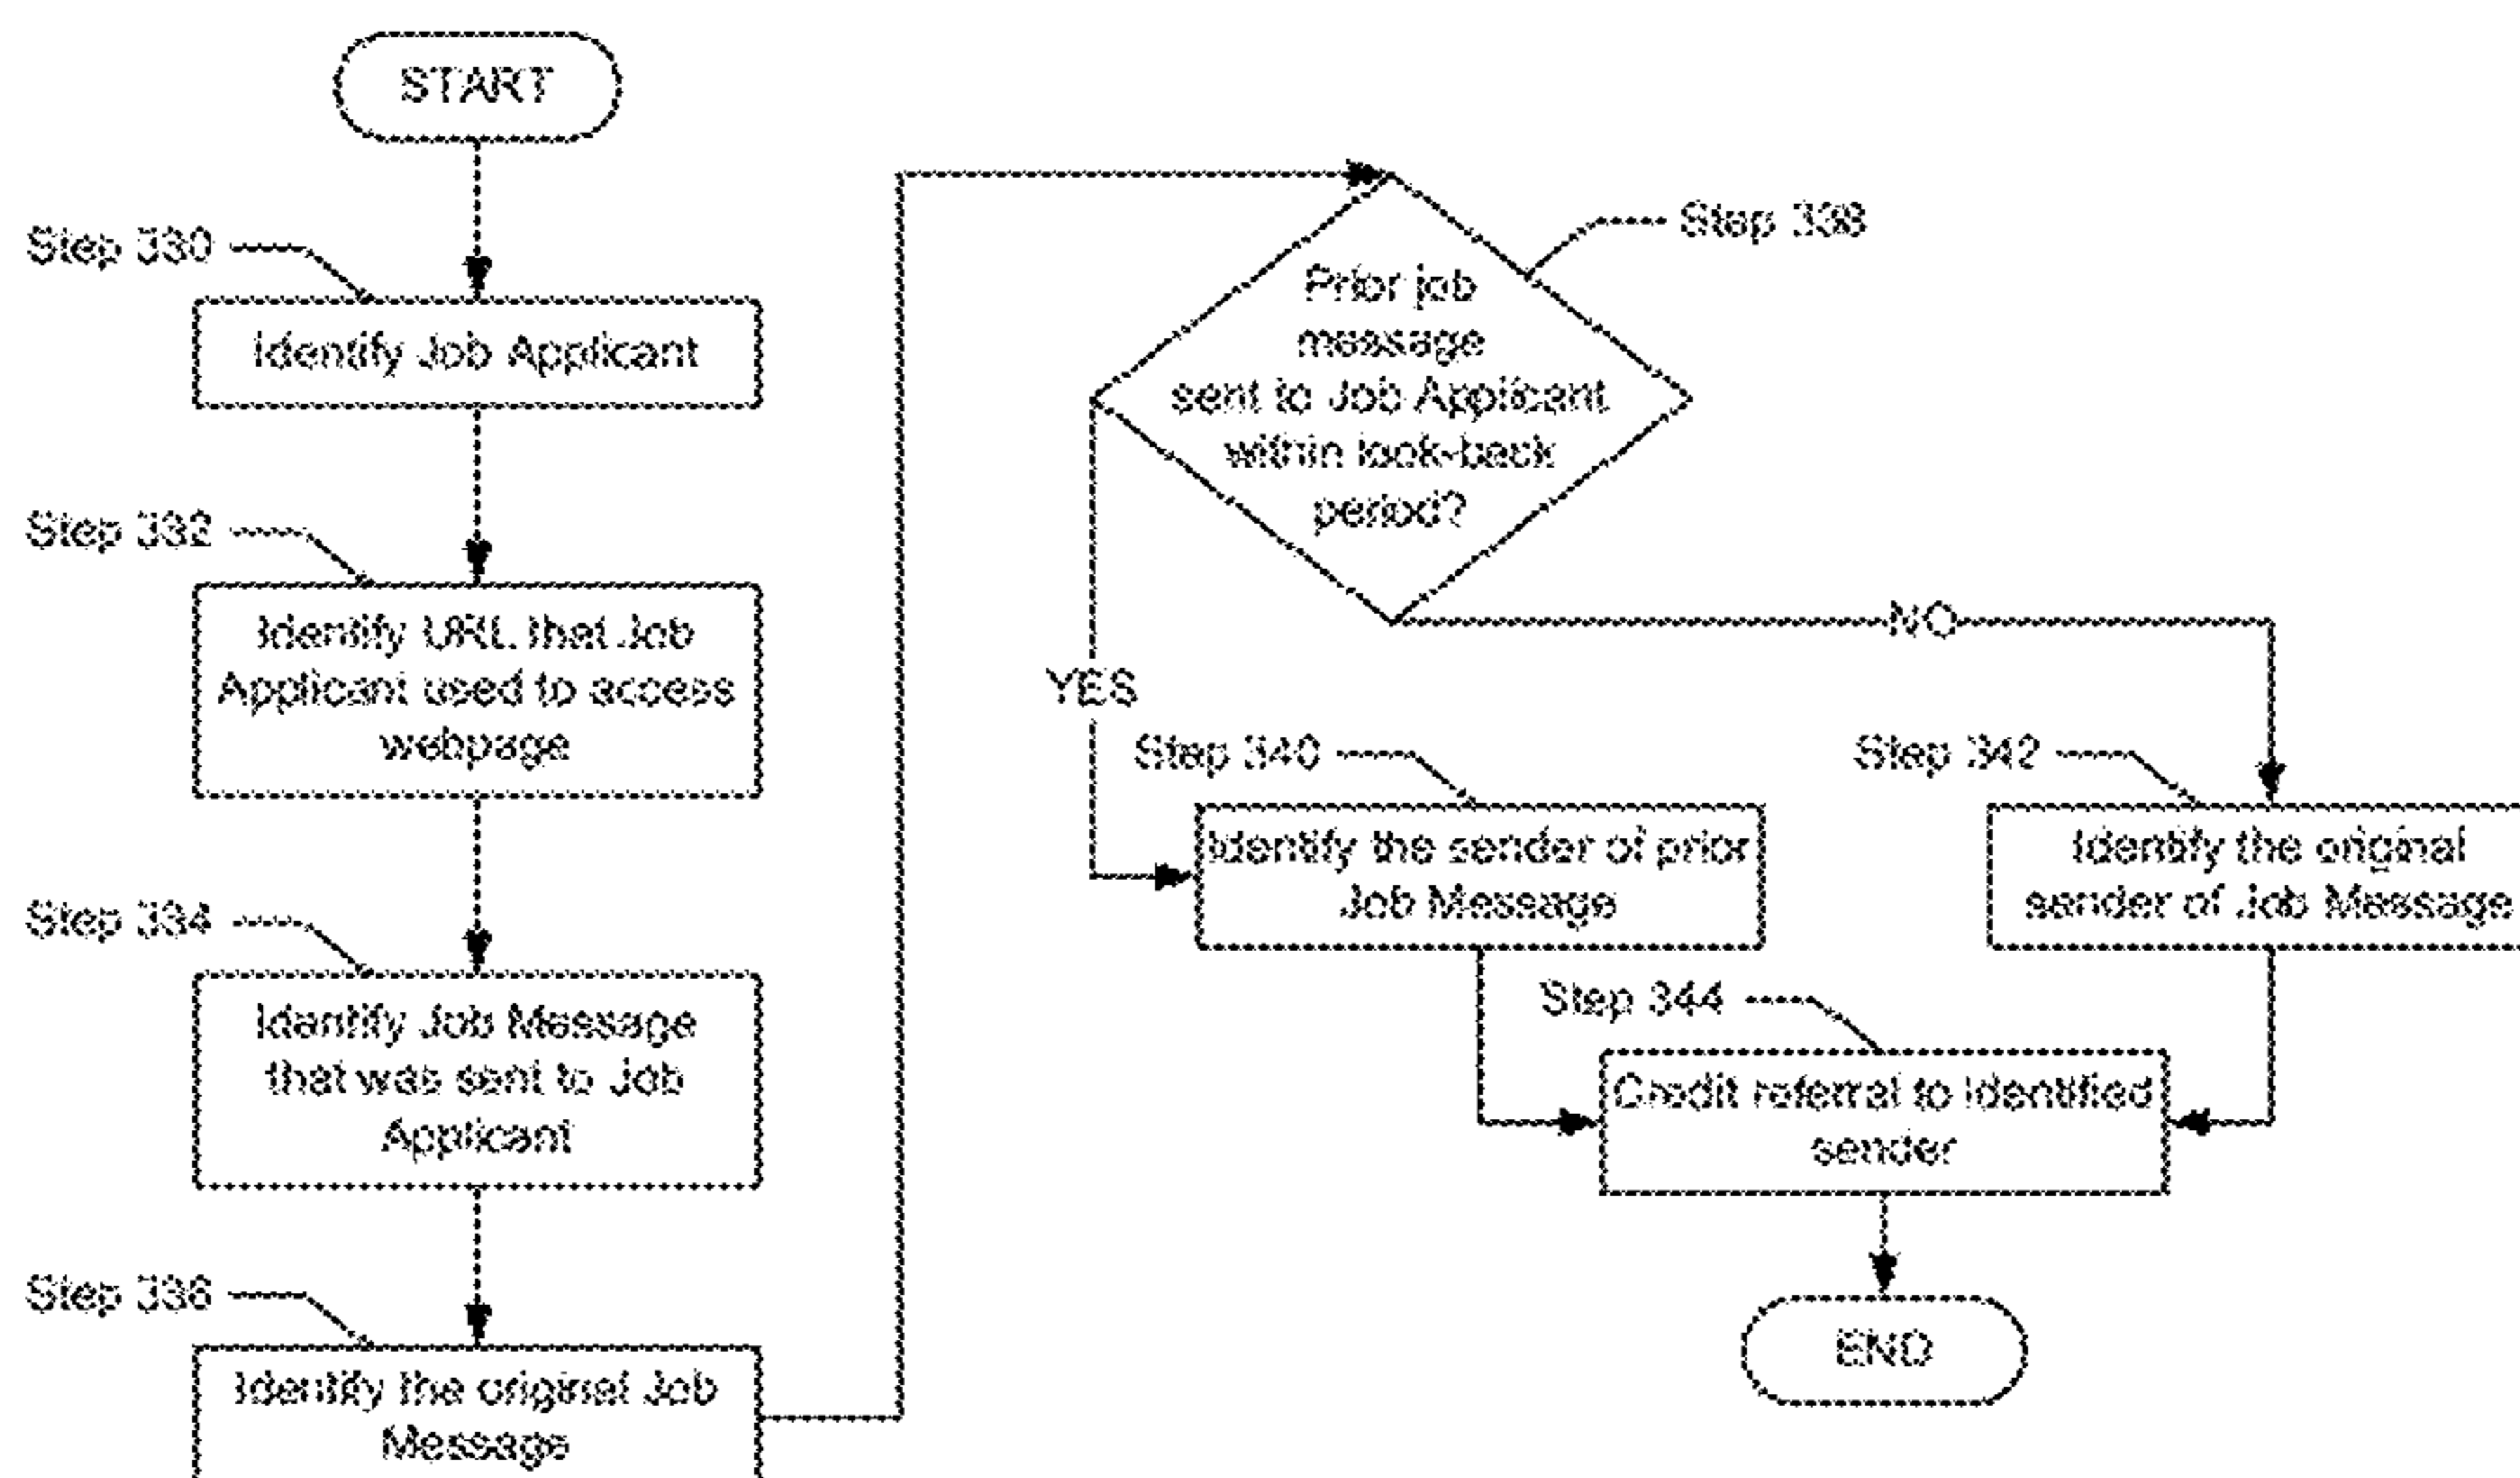 START
Step 330
Identify Job Applicant
Step 332
Identify URL that Job
Applicant used to access
webpage
Step 334
Identify Job Message
that was sent to Job
Applicant
Step 336
Identify the original Job
Message
Step 338
Prior job
message
sent to Job Applicant
within look-back
period?
NO
YES
Step 340
Identify the sender of prior
Job Message
Step 342
Identify the original
sender of Job Message
Step 344
Credit referral to identified
sender
END